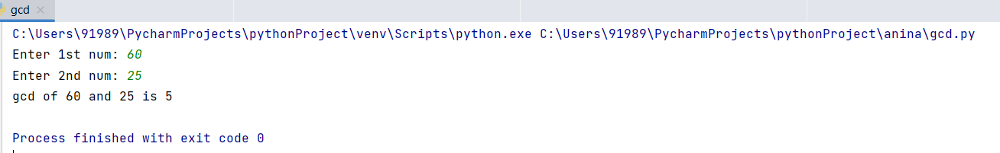 gcd
C:\Users\91989\PycharmProjects\pythonProject\venv\Scripts\python.exe C:\Users\91989\PycharmProjects\pythonProject\anina\gcd.py
Enter 1st num: 60
Enter 2nd num: 25
gcd of 60 and 25 is 5
Process finished with exit code 0